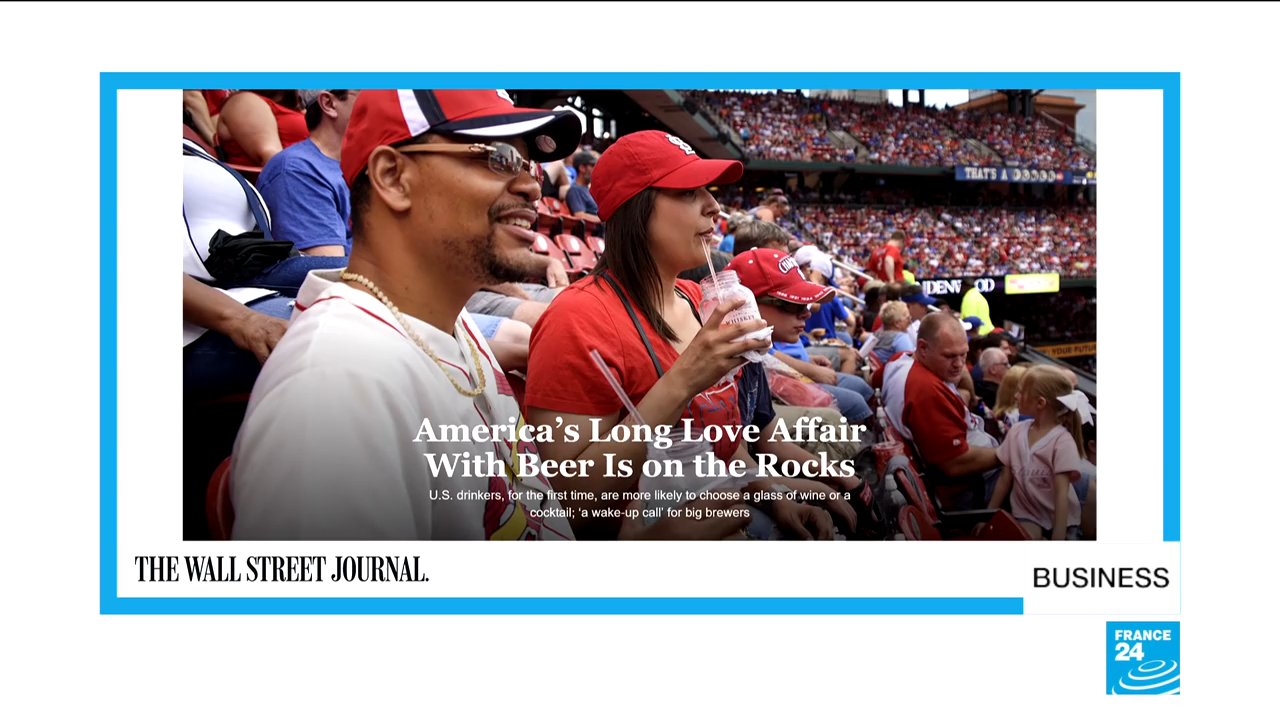 THAT'S A
America's Long Love Affair
With Beer Is on the Rocks
U.S. drinkers, for the first time, are more likely to choose a glass of wine or a
cocktail; 'a wake-up call' for big brewers
THE WALL STREET JOURNAL.
BUSINESS
FRANCE
24